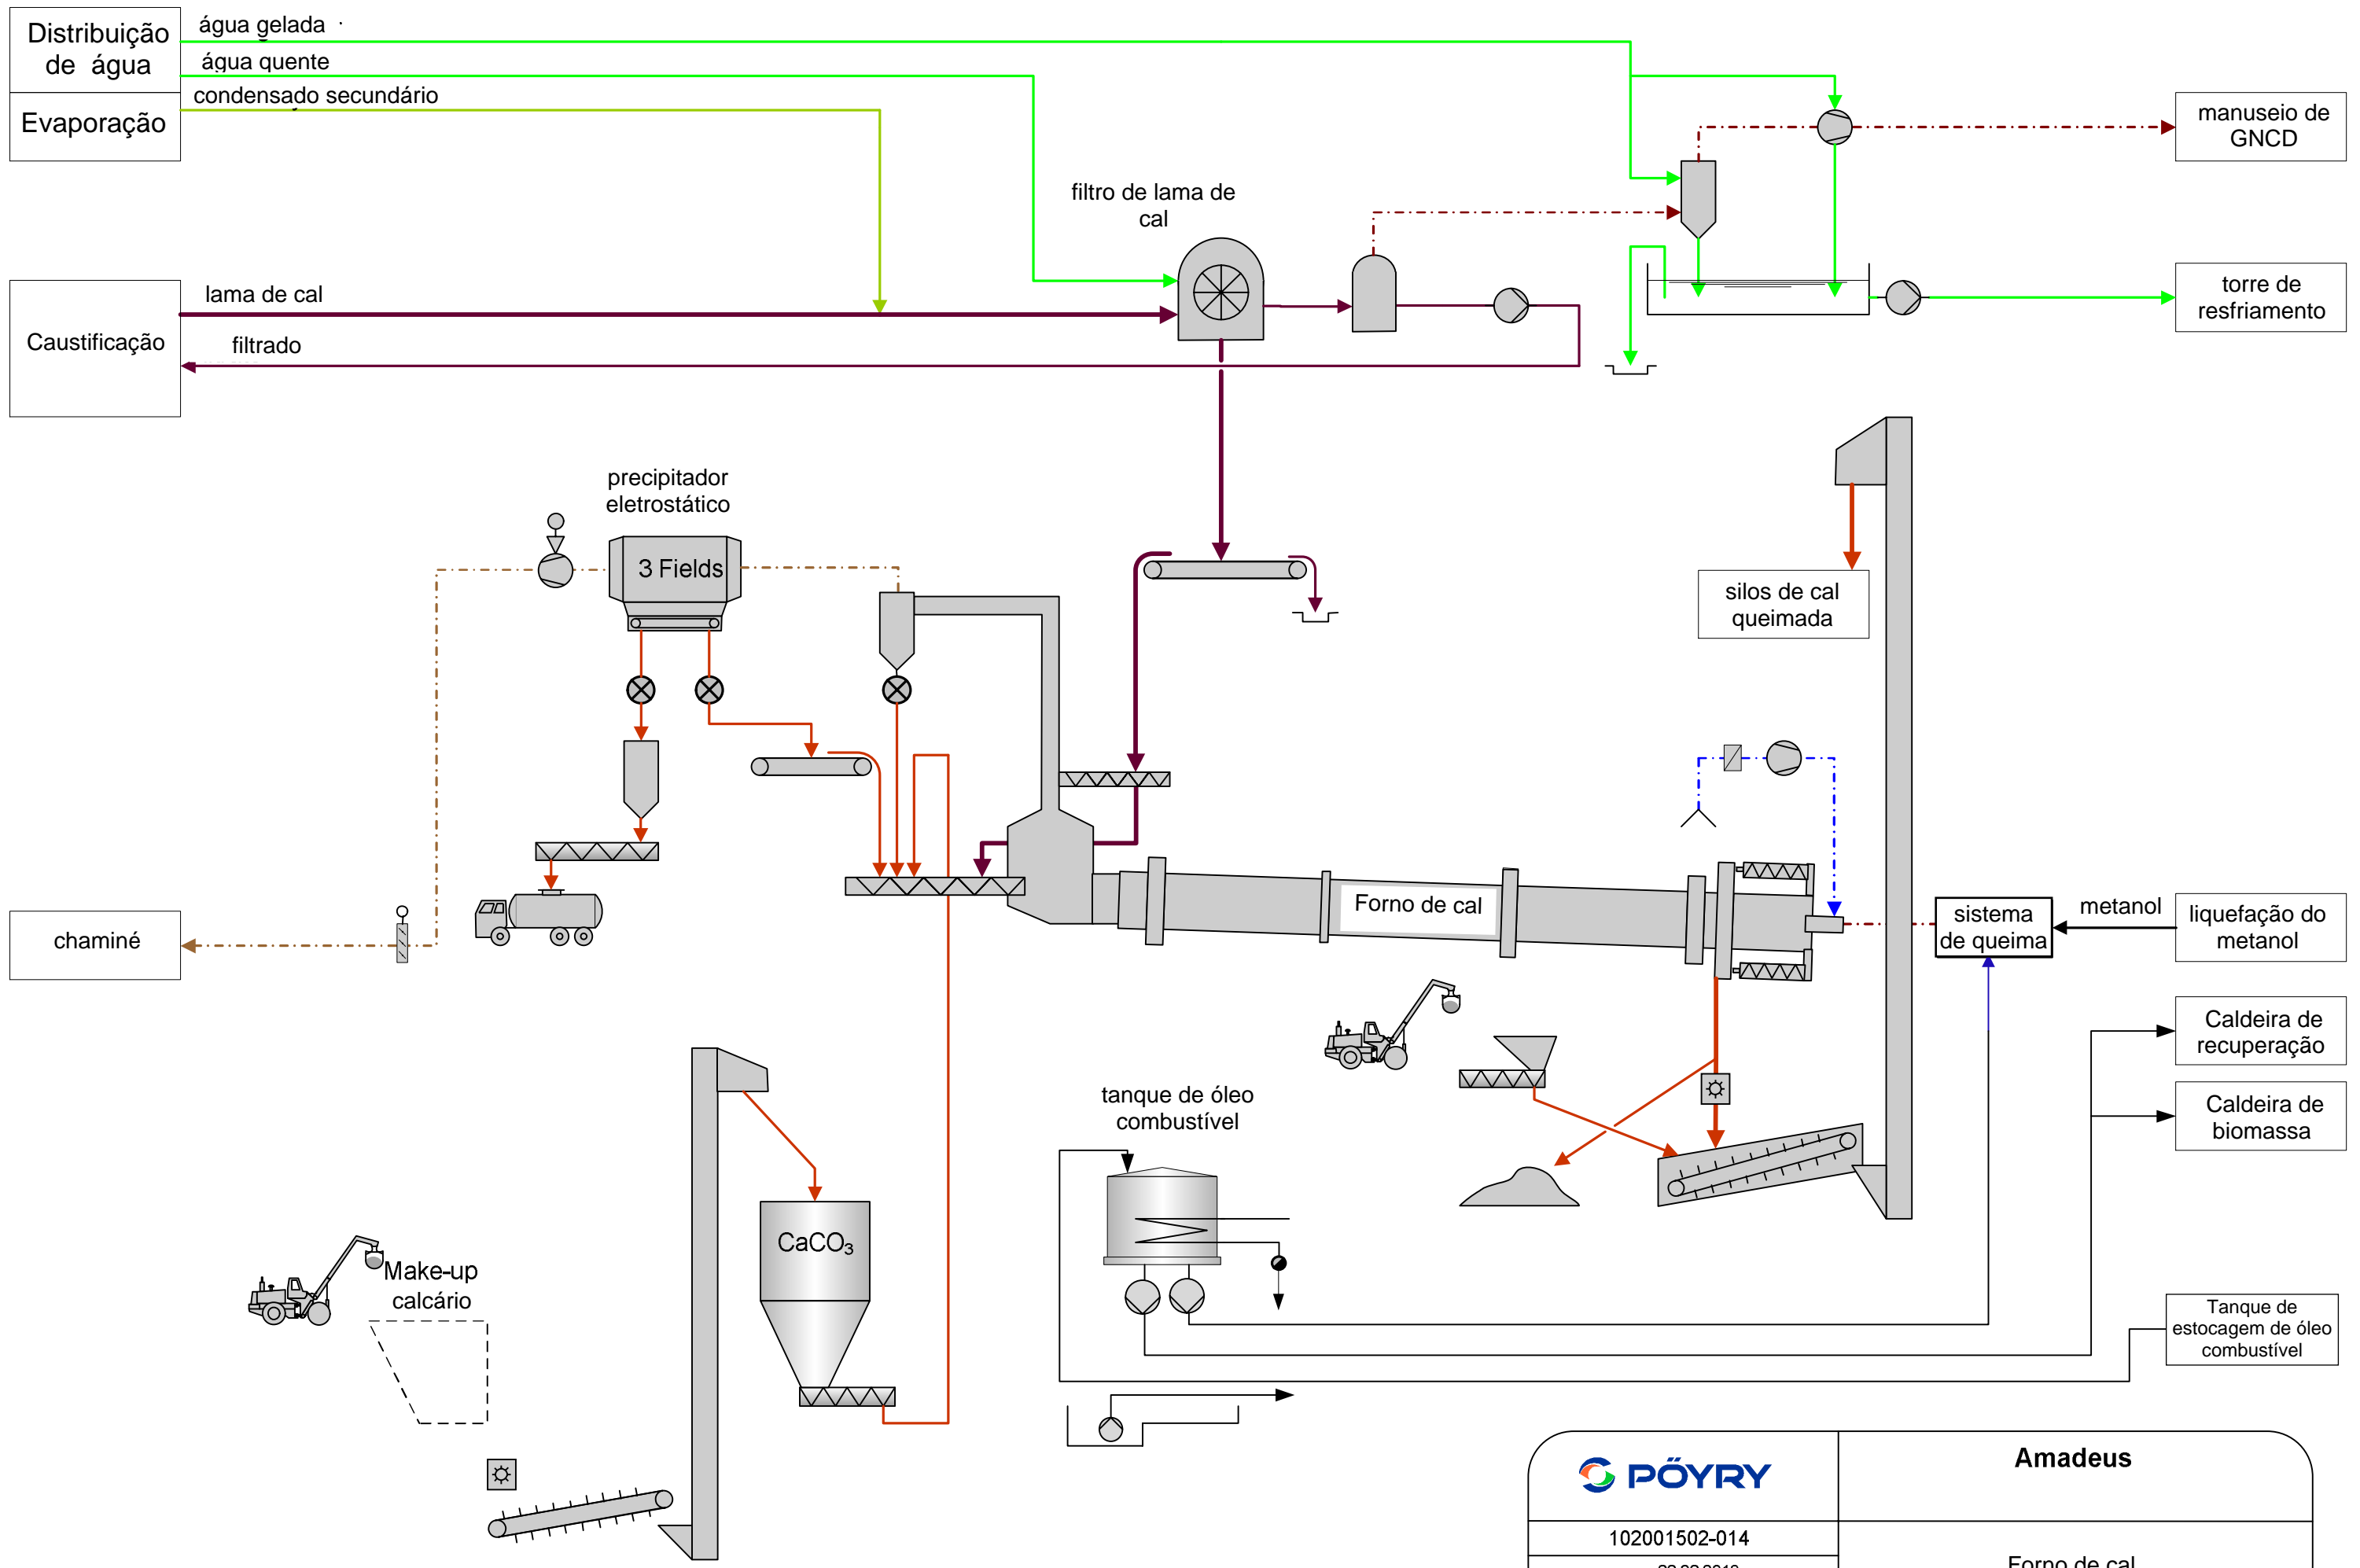 Distribuição
de água
Evaporação
água gelada
água quente
condensado secundário
manuseio de
GNCD
filtro de lama de
cal
Caustificação
lama de cal
filtrado
torre de
resfriamento
precipitador
eletrostático
3 Fields
silos de cal
queimada
chaminé
Forno de cal
sistema
de queima
metanol
liquefação do
metanol
Caldeira de
recuperação
Caldeira de
biomassa
tanque de óleo
combustível
CaCO₃
Make-up
calcário
Tanque de
estocagem de óleo
combustível
PÖYRY
Amadeus
102001502-014
Forno de cal